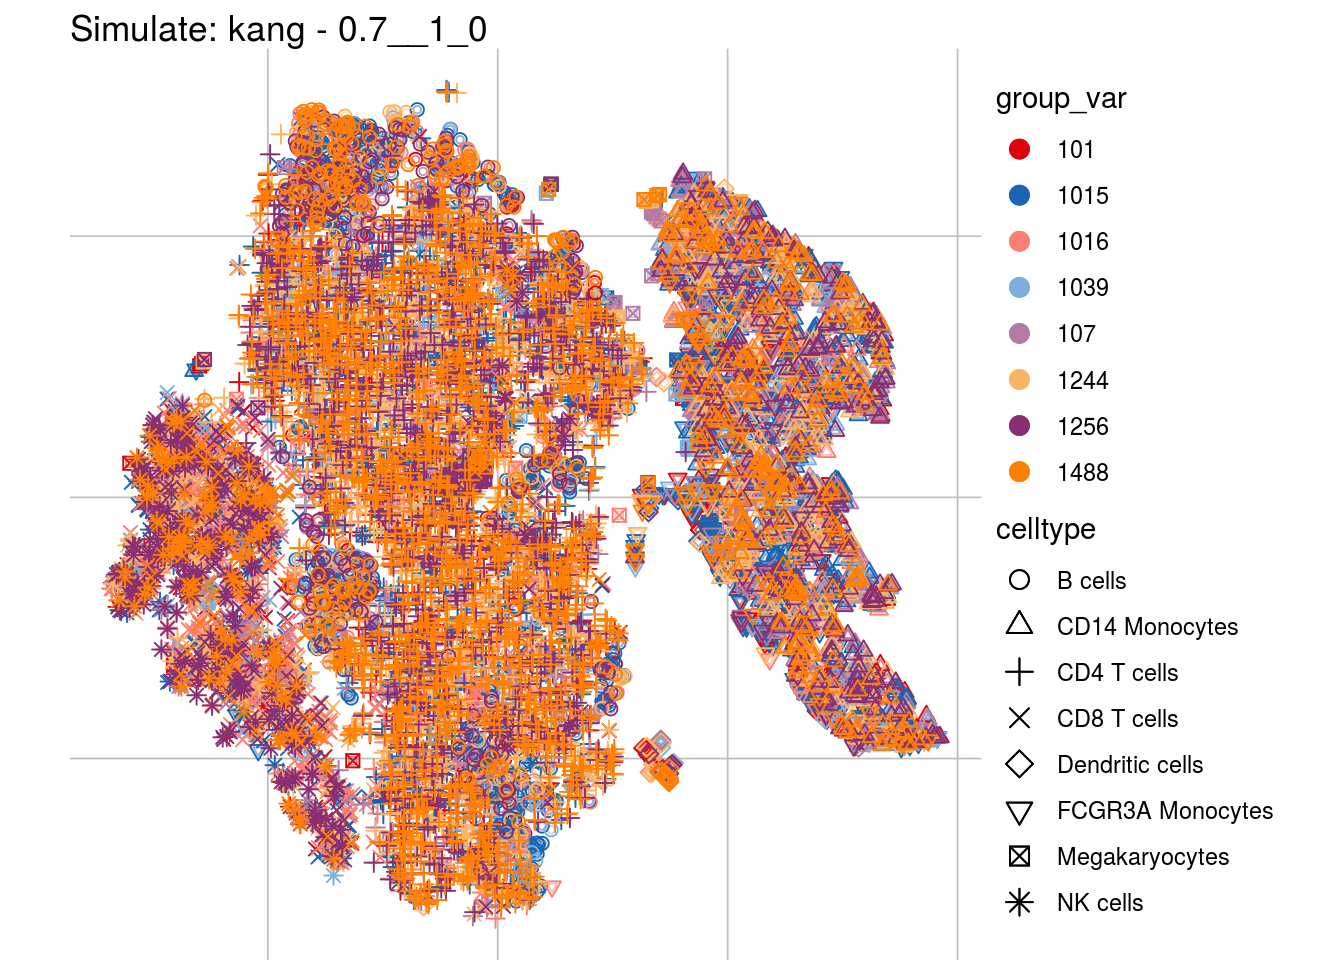 Simulate: kang - 0.7__1_0
group_var
101
1015
1016
1039
107
1244
1256
1488
celltype
B cells
CD14 Monocytes
CD4 T cells
CD8 T cells
Dendritic cells
FCGR3A Monocytes
Megakaryocytes
NK cells